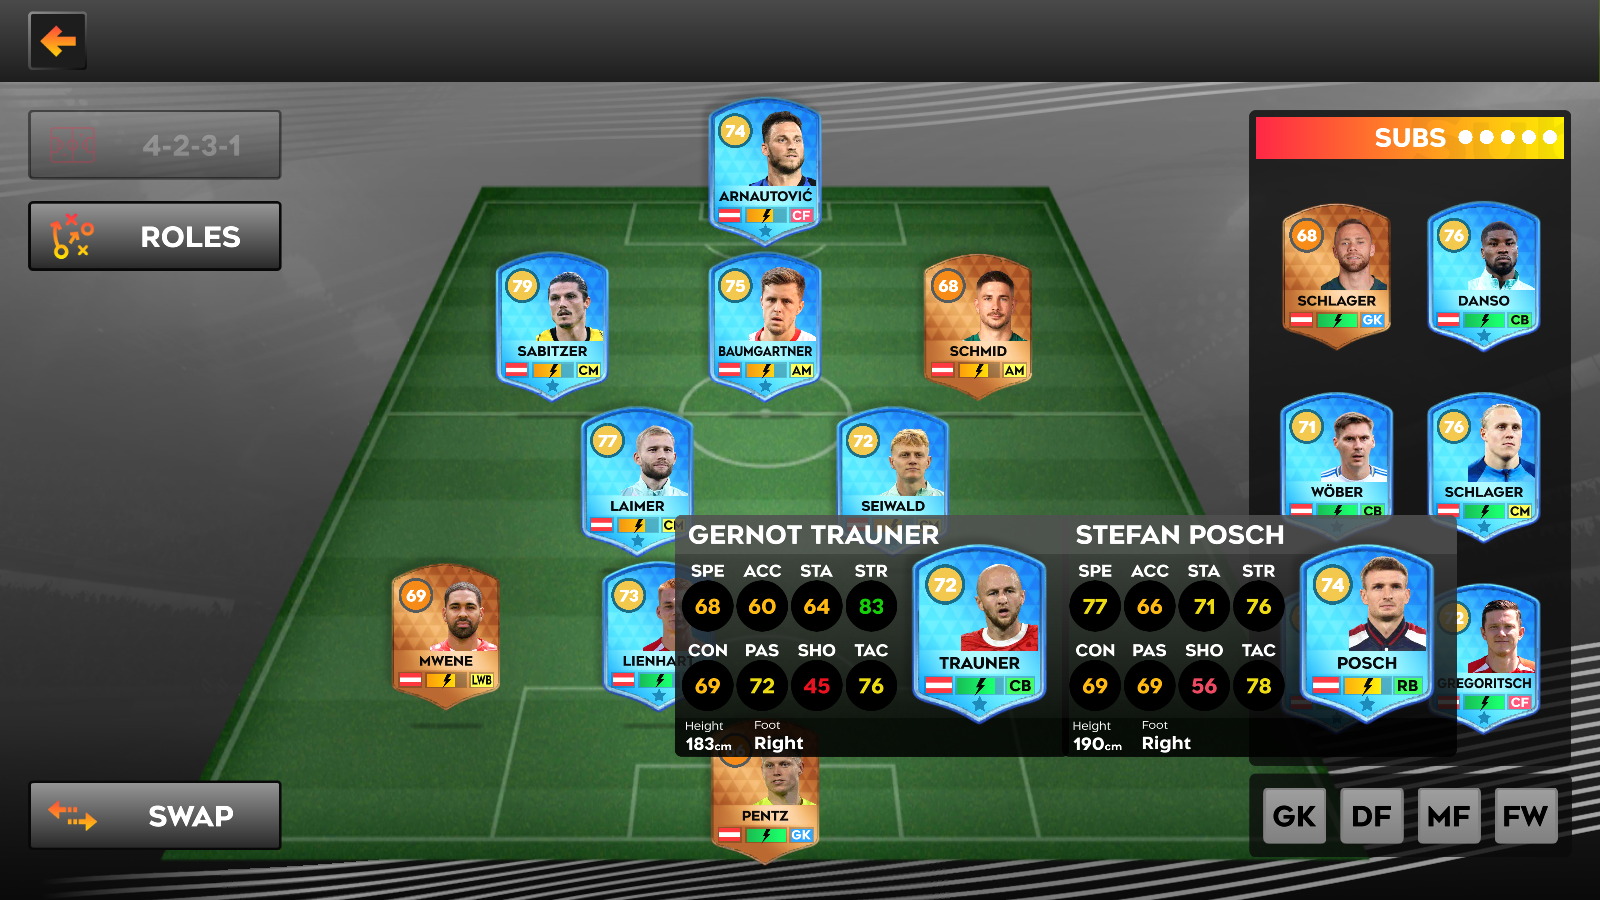 4-2-3-1
ROLES
SWAP
74
ARNAUTOVIĆ
CF
79
SABITZER
CM
75
BAUMGARTNER
AM
68
SCHMID
AM
77
LAIMER
CM
72
SEIWALD
69
MWENE
LWB
73
LIENHART
PENTZ
GK
GERNOT TRAUNER
SPE ACC STA STR
68 60 64 83
CON PAS SHO TAC
69 72 45 76
Height Foot
183cm Right
72
TRAUNER
CB
STEFAN POSCH
SPE ACC STA STR
77 66 71 76
CON PAS SHO TAC
69 69 56 78
Height Foot
190cm Right
74
POSCH
RB
SUBS
68
SCHLAGER
GK
76
DANSO
CB
71
WÖBER
CB
76
SCHLAGER
CM
GREGORITSCH
CF
GK DF MF FW